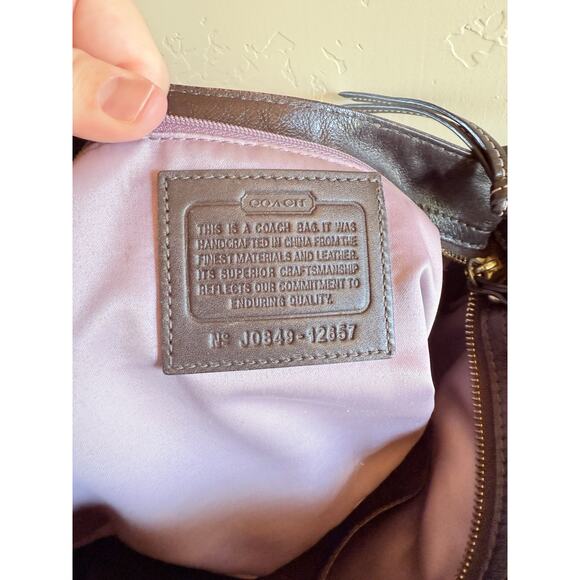 COACH
THIS IS A COACH BAG. IT WAS
HANDCRAFTED IN CHINA FROM THE
FINEST MATERIALS AND LEATHER.
ITS SUPERIOR CRAFTSMANSHIP
REFLECTS OUR COMMITMENT TO
ENDURING QUALITY.
Nº J0849-12857